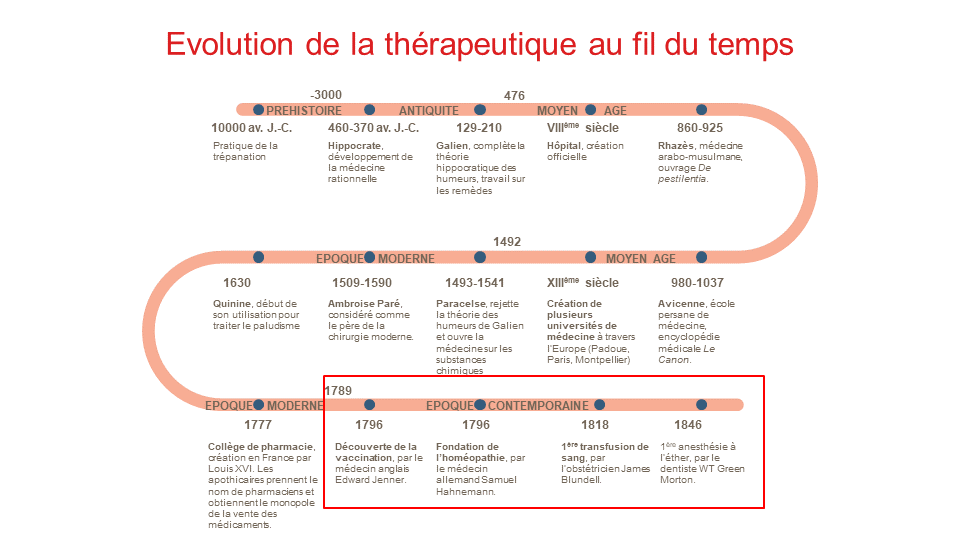 Evolution de la thérapeutique au fil du temps
-3000
476
PREHISTOIRE
ANTIQUITE
MOYEN AGE
10000 av. J.-C.
Pratique de la
trépanation
460-370 av. J.-C.
Hippocrate,
développement de
la médecine
rationnelle
129-210
Galien, complète la
théorie
hippocratique des
humeurs, travail sur
les remèdes
VIIIème siècle
Hôpital, création
officielle
860-925
Rhazès, médecine
arabo-musulmane,
ouvrage De
pestilentia.
1492
EPOQUE MODERNE
MOYEN AGE
1630
Quinine, début de
son utilisation pour
traiter le paludisme
1509-1590
Ambroise Paré,
considéré comme
le père de la
chirurgie moderne.
1493-1541
Paracelse, rejette
la théorie des
humeurs de Galien
et ouvre la
médecine sur les
substances
chimiques
XIIIème siècle
Création de
plusieurs
universités de
médecine à travers
l'Europe (Padoue,
Paris, Montpellier)
980-1037
Avicenne, école
persane de
médecine,
encyclopédie
médicale Le
Canon.
1789
EPOQUE MODERNE
EPOQUE CONTEMPORAINE
1777
Collège de pharmacie,
création en France par
Louis XVI. Les
apothicaires prennent le
nom de pharmaciens et
obtiennent le monopole
de la vente des
médicaments.
1796
Découverte de la
vaccination, par le
médecin anglais
Edward Jenner.
1796
Fondation de
l'homéopathie, par
le médecin
allemand Samuel
Hahnemann.
1818
1ère transfusion de
sang, par
l'obstétricien James
Blundell.
1846
1ère anesthésie à
l'éther, par le
dentiste WT Green
Morton.